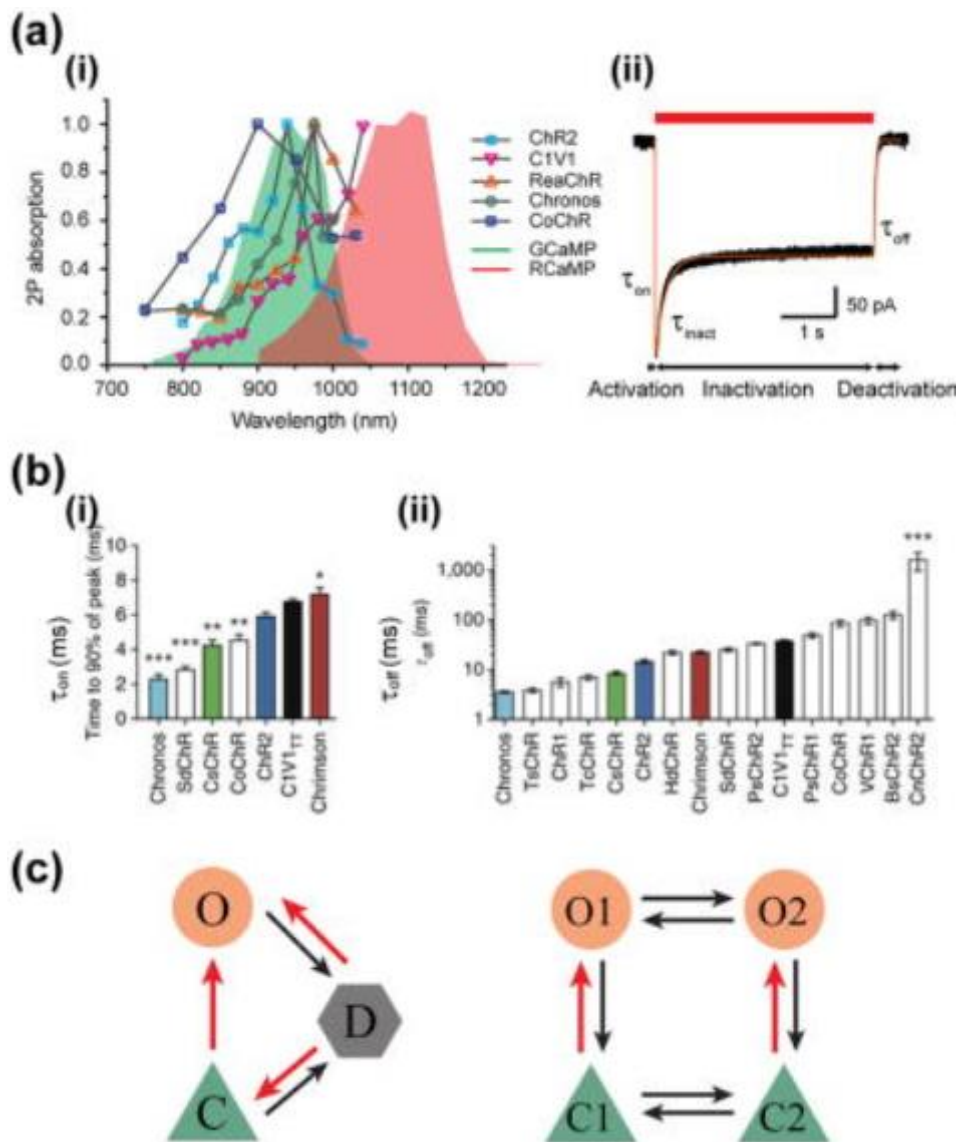 (a)
(i)
2P absorption
1.0
0.8
0.6
0.4
0.2
0.0
700 800 900 1000 1100 1200
Wavelength (nm)
ChR2
C1V1
ReaChR
Chronos
CoChR
GCaMP
RCaMP
(ii)
τon
τinact
τoff
50 pA
1 s
Activation Inactivation Deactivation
(b)
(i)
τon (ms)
Time to 90% of peak (ms)
10
8
6
4
2
0
*** *** ** ** *
Chronos
SdChR
CsChR
CoChR
ChR2
C1V1TT
Chrimson
(ii)
τoff (ms)
τoff (ms)
1,000
100
10
1
***
Chronos
TsChR
ChR1
TcChR
CsChR
ChR2
HdChR
Chrimson
SdChR
PsChR2
C1V1TT
PsChR1
CoChR
VChR1
BsChR2
CnChR2
(c)
O
D
C
O1 O2
C1 C2